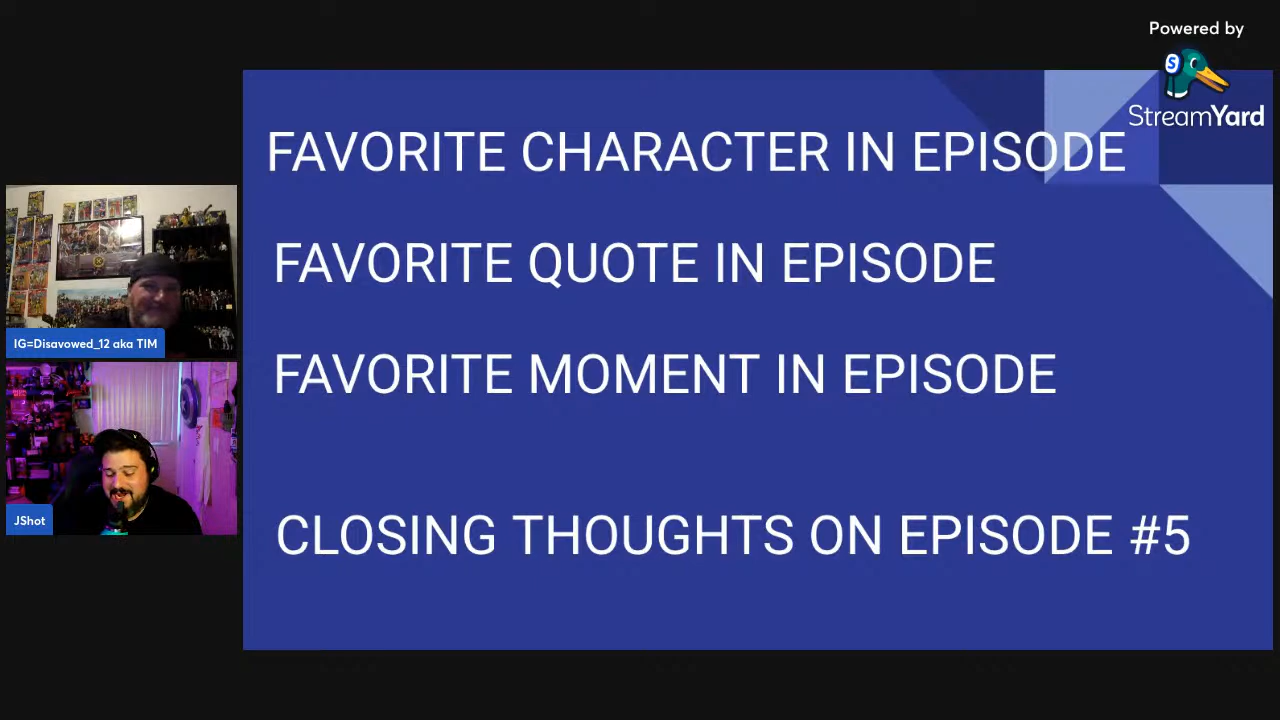 Powered by
StreamYard
FAVORITE CHARACTER IN EPISODE
FAVORITE QUOTE IN EPISODE
FAVORITE MOMENT IN EPISODE
CLOSING THOUGHTS ON EPISODE #5
IG=Disavowed_12 aka TIM
JShot